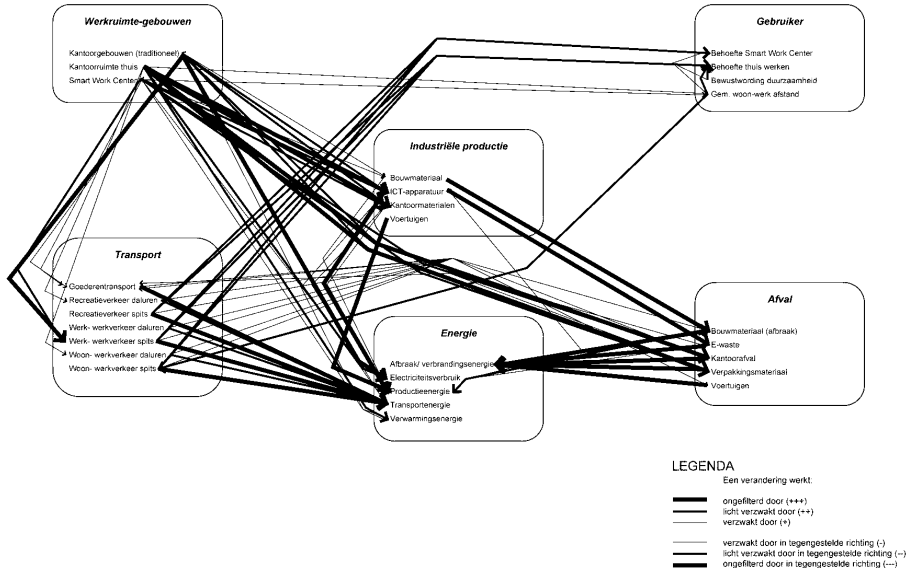 Werkruimte-gebouwen
Kantoorgebouwen (traditioneel)
Kantoorruimte thuis
Smart Work Center
Gebruiker
Behoefte Smart Work Center
Behoefte thuis werken
Bewustwording duurzaamheid
Gem. woon-werk afstand
Industriële productie
Bouwmateriaal
ICT-apparatuur
Kantoormaterialen
Voertuigen
Transport
Goederentransport
Recreatieverkeer daluren
Recreatieverkeer spits
Werk- werkverkeer daluren
Werk- werkverkeer spits
Woon- werkverkeer daluren
Woon- werkverkeer spits
Energie
Afbraak/ verbrandingsenergie
Electriciteitsverbruik
Productieenergie
Transportenergie
Verwarmingsenergie
Afval
Bouwmateriaal (afbraak)
E-waste
Kantoorafval
Verpakkingsmateriaal
Voertuigen
LEGENDA
Een verandering werkt:
ongefilterd door (+++)
licht verzwakt door (++)
verzwakt door (+)
verzwakt door in tegengestelde richting (-)
licht verzwakt door in tegengestelde richting (--)
ongefilterd door in tegengestelde richting (---)